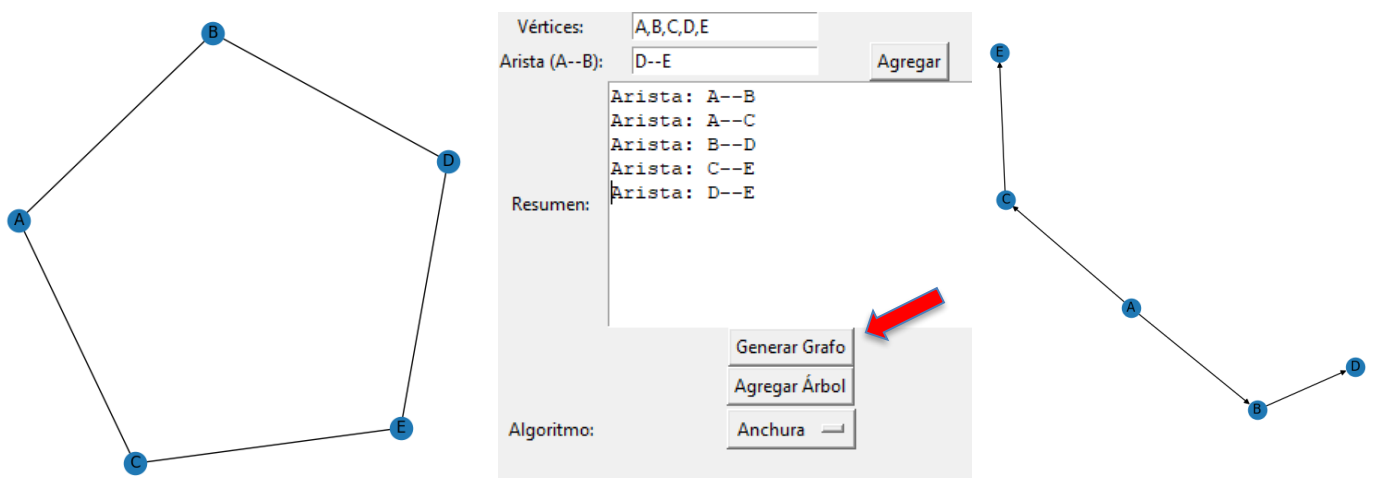 B
D
A
E
C
Vértices: A,B,C,D,E
Arista (A--B): D--E Agregar
Resumen:
Arista: A--B
Arista: A--C
Arista: B--D
Arista: C--E
Arista: D--E
Generar Grafo
Agregar Árbol
Algoritmo: Anchura
E
C
A
D
B